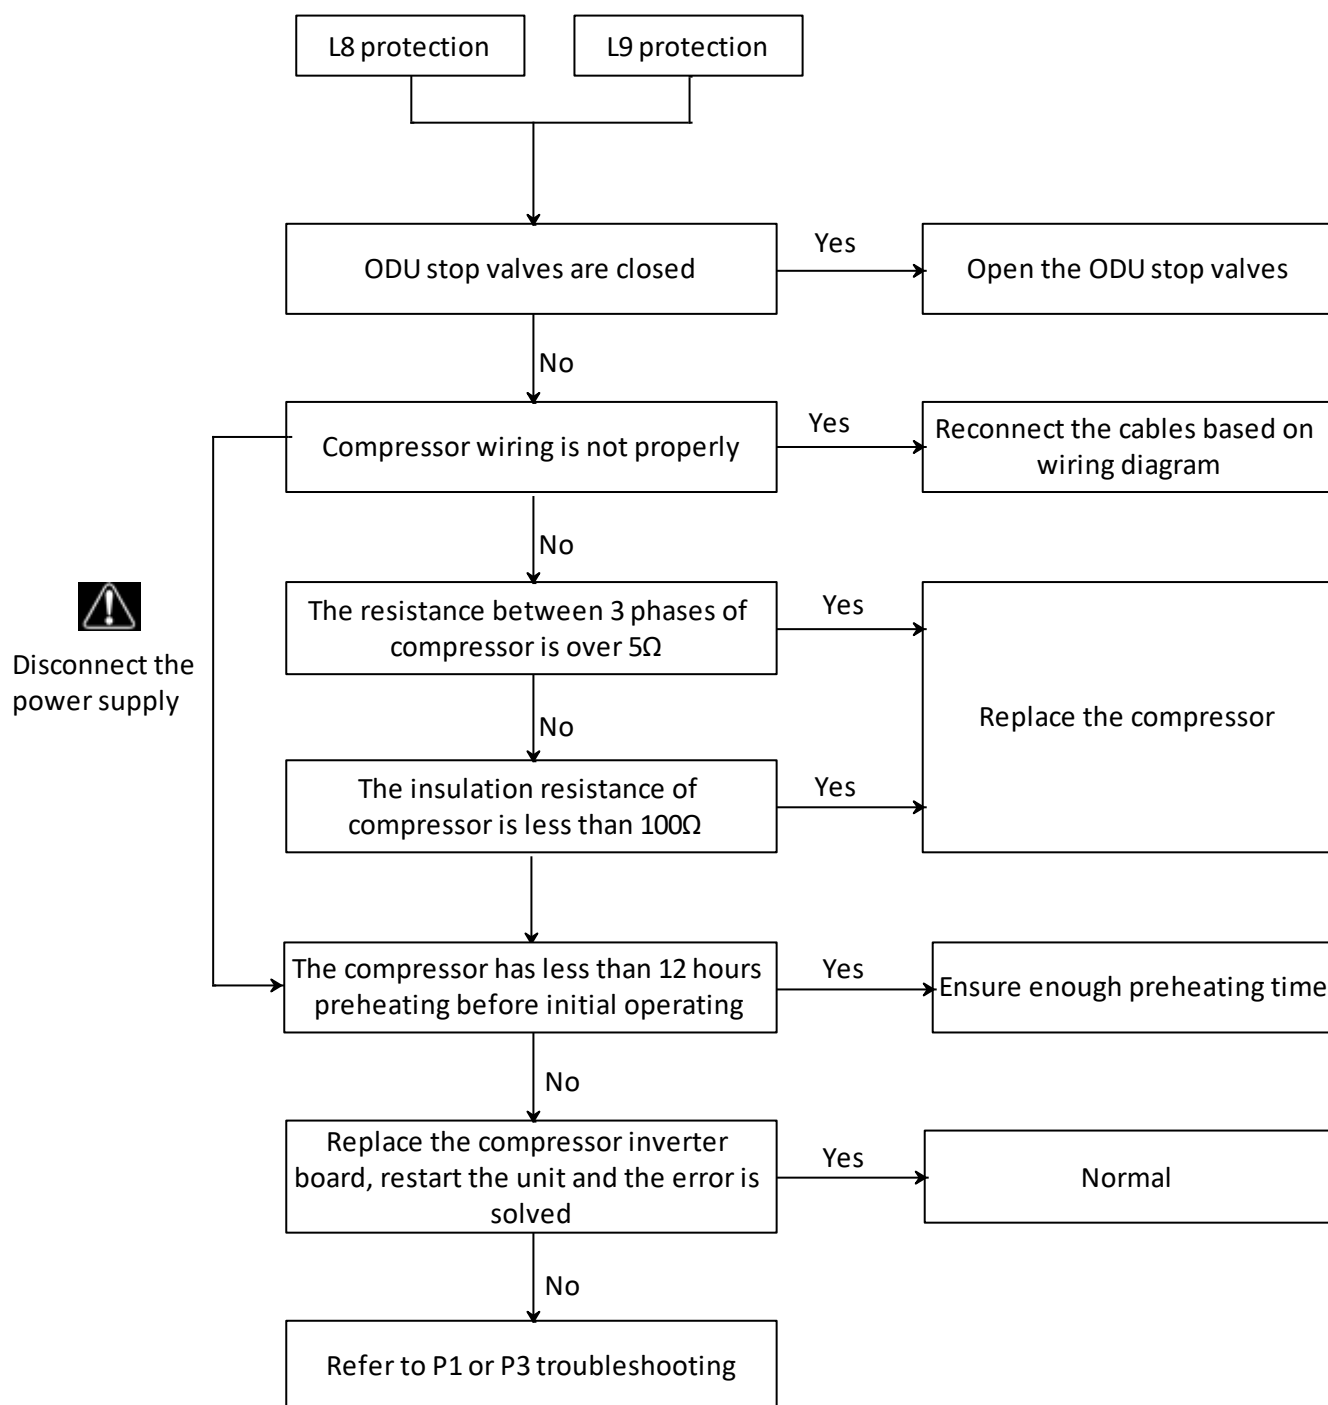 L8 protection
L9 protection
ODU stop valves are closed
Yes
Open the ODU stop valves
No
Compressor wiring is not properly
Yes
Reconnect the cables based on
wiring diagram
No
Disconnect the
power supply
The resistance between 3 phases of
compressor is over 5Ω
Yes
Replace the compressor
No
The insulation resistance of
compressor is less than 100Ω
Yes
The compressor has less than 12 hours
preheating before initial operating
Yes
Ensure enough preheating time
No
Replace the compressor inverter
board, restart the unit and the error is
solved
Yes
Normal
No
Refer to P1 or P3 troubleshooting